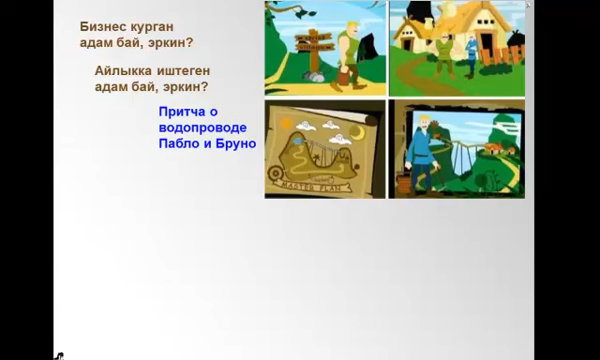 Бизнес курган
адам бай, эркин?
Айлыкка иштеген
адам бай, эркин?
Притча о
водопроводе
Пабло и Бруно
MASTER PLAN